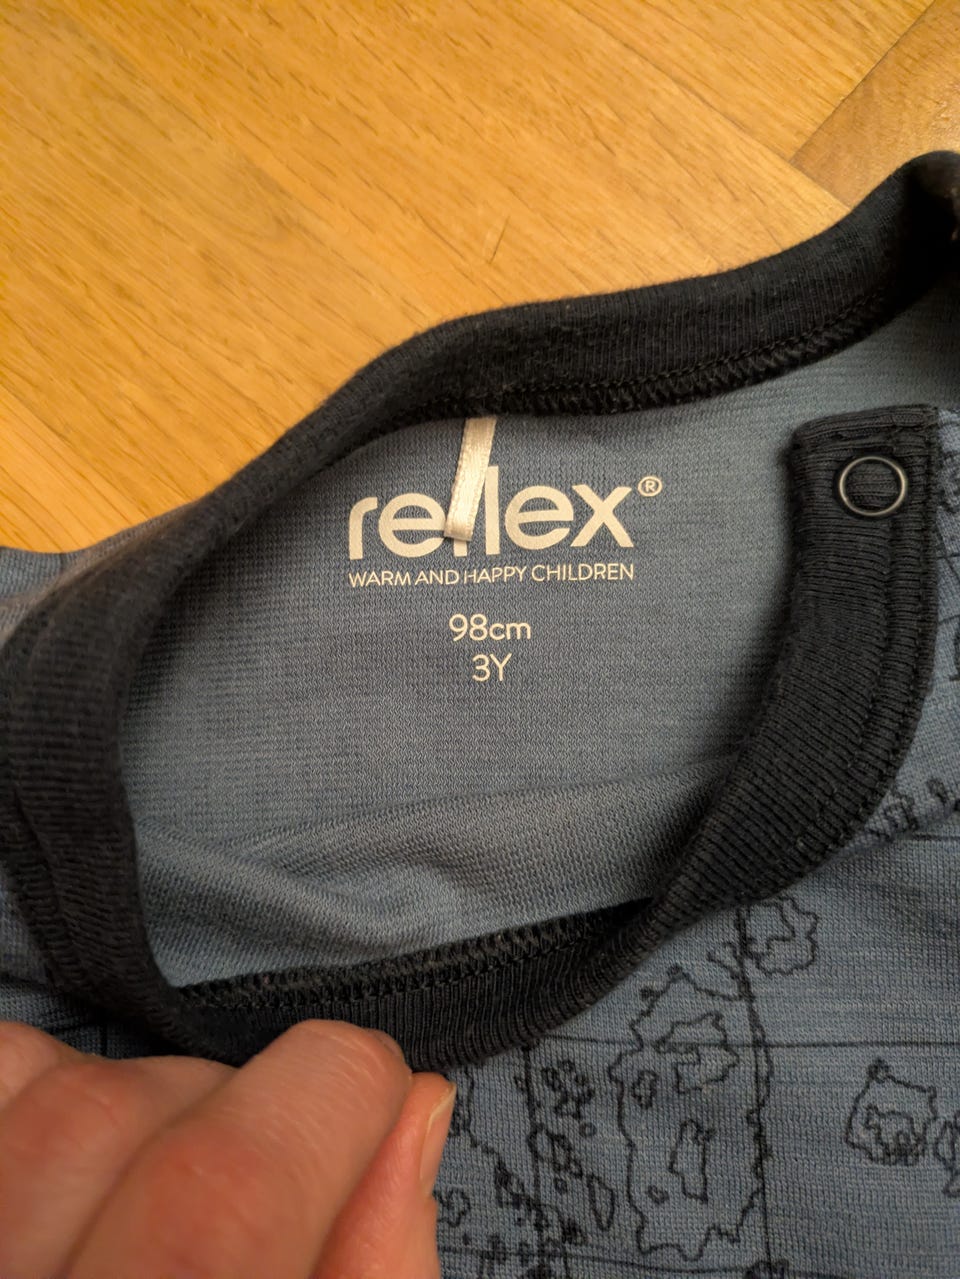 reflex®
WARM AND HAPPY CHILDREN
98cm
3Y